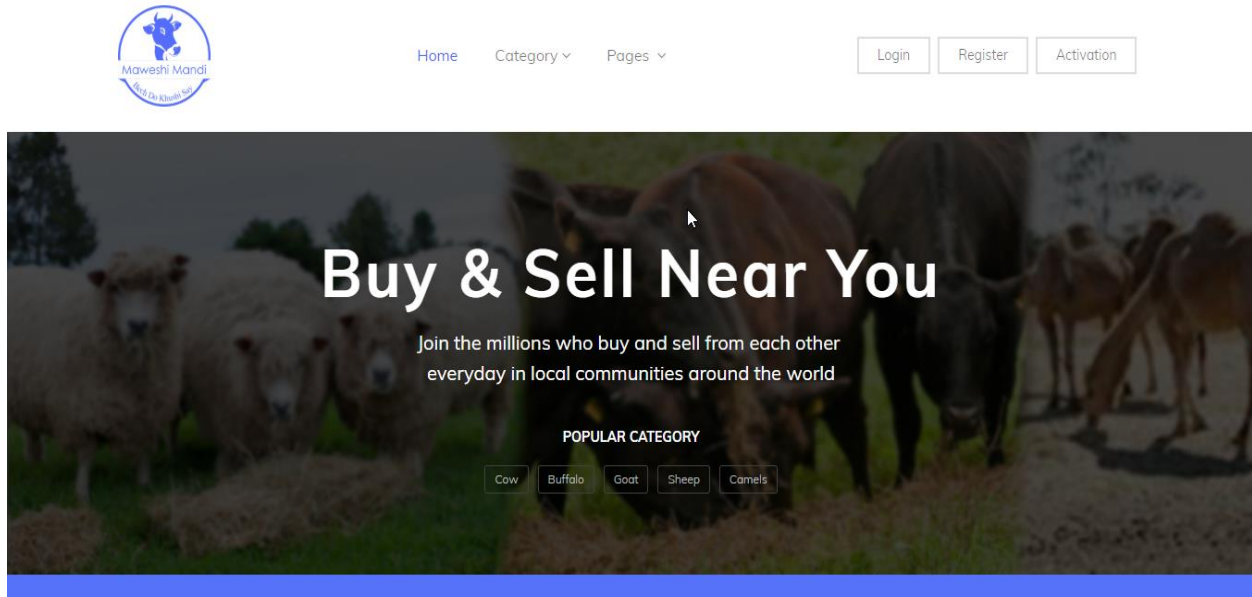 Maweshi Mandi
Bech Do Khushi Say
Home Category Pages
Login Register Activation
Buy & Sell Near You
Join the millions who buy and sell from each other
everyday in local communities around the world
POPULAR CATEGORY
Cow Buffalo Goat Sheep Camels